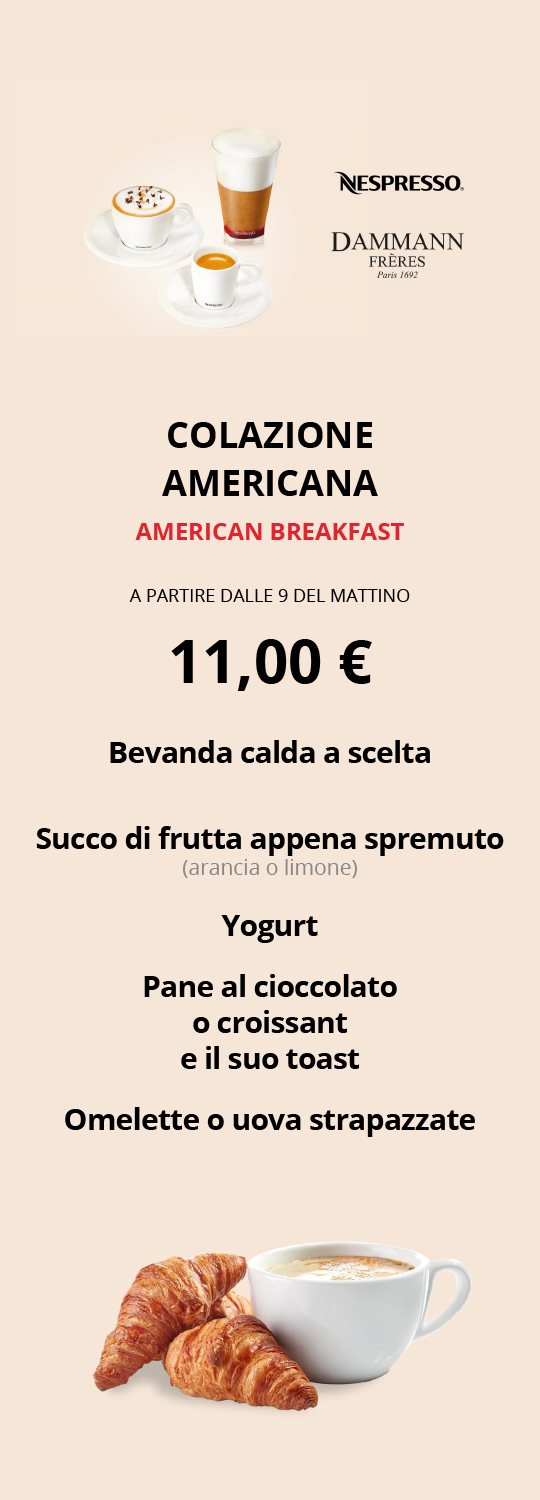 NESPRESSO®
DAMMANN
FRÈRES
Paris 1692
COLAZIONE
AMERICANA
AMERICAN BREAKFAST
A PARTIRE DALLE 9 DEL MATTINO
11,00 €
Bevanda calda a scelta
Succo di frutta appena spremuto
(arancia o limone)
Yogurt
Pane al cioccolato
o croissant
e il suo toast
Omelette o uova strapazzate